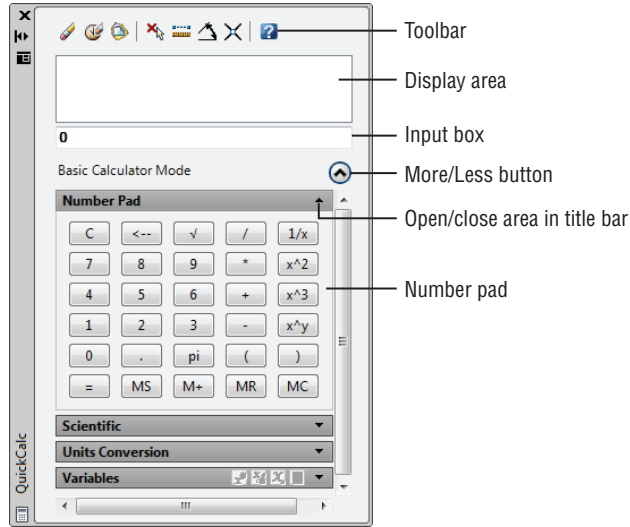 Toolbar
Display area
0
Input box
Basic Calculator Mode
More/Less button
Number Pad
Open/close area in title bar
C <-- √ / 1/x
7 8 9 * x^2
4 5 6 + x^3
Number pad
1 2 3 - x^y
0 . pi ( )
= MS M+ MR MC
Scientific
Units Conversion
Variables
QuickCalc